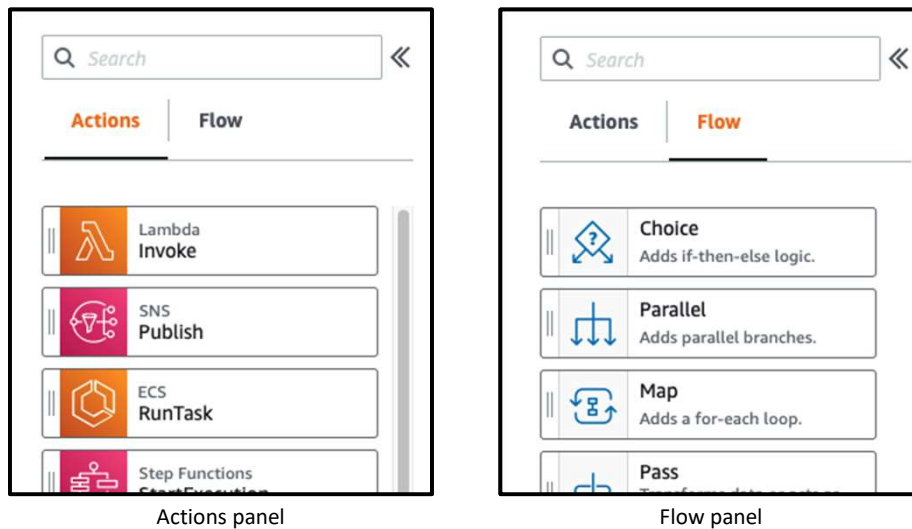 Search
Actions Flow
Lambda
Invoke
SNS
Publish
ECS
RunTask
Step Functions
StartExecution
Actions panel
Search
Actions Flow
Choice
Adds if-then-else logic.
Parallel
Adds parallel branches.
Map
Adds a for-each loop.
Pass
Flow panel